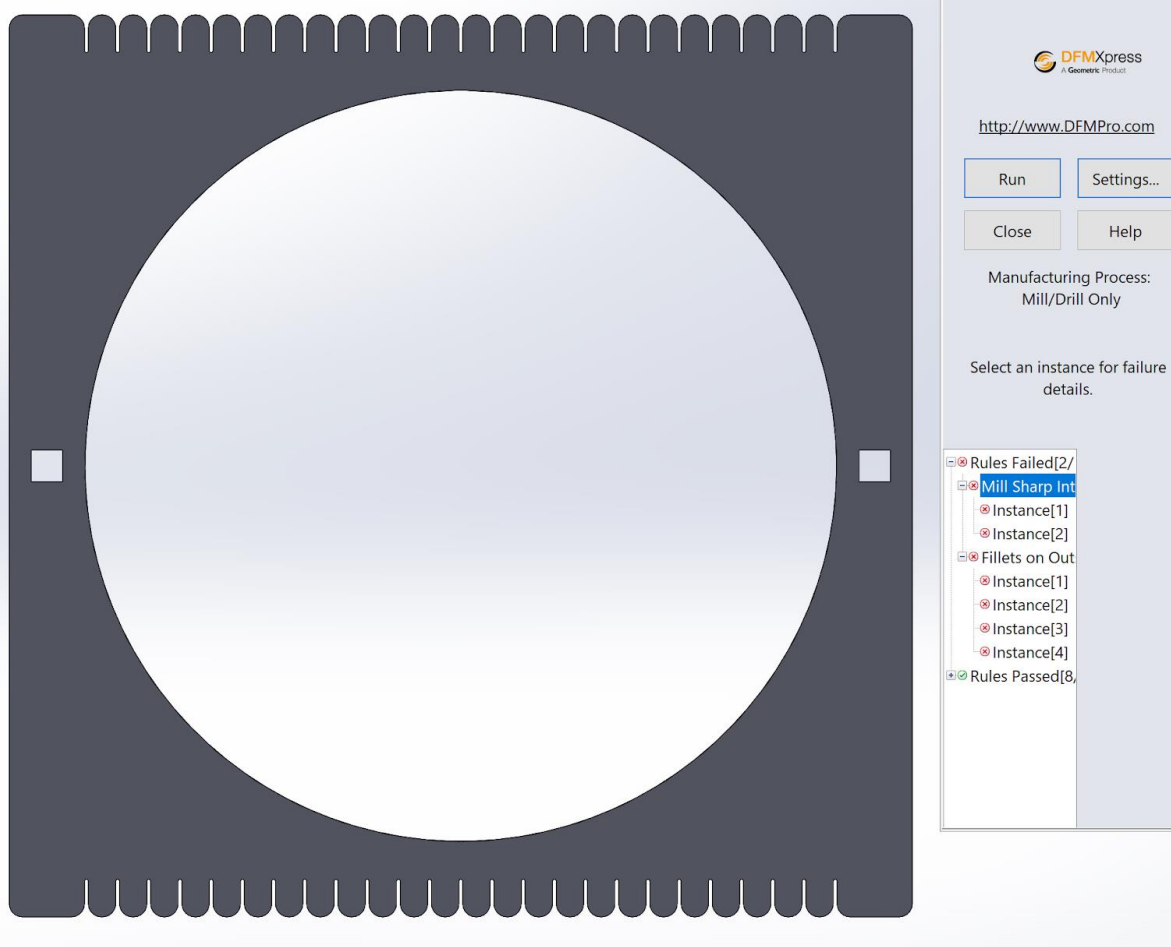 DFMXpress
A Geometric Product
http://www.DFMPro.com
Run
Settings...
Close
Help
Manufacturing Process:
Mill/Drill Only
Select an instance for failure
details.
Rules Failed[2/
Mill Sharp Int
Instance[1]
Instance[2]
Fillets on Out
Instance[1]
Instance[2]
Instance[3]
Instance[4]
Rules Passed[8/